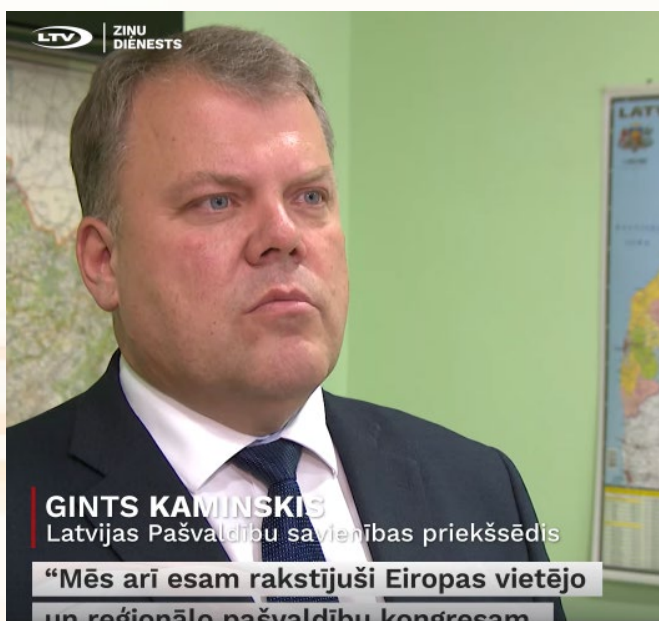 LTV
ZIŅU
DIENESTS
LATV
GINTS KAMINSKIS
Latvijas Pašvaldību savienības priekšsēdis
“Mēs arī esam rakstījuši Eiropas vietējo
un reģionālo pašvaldību kongresam